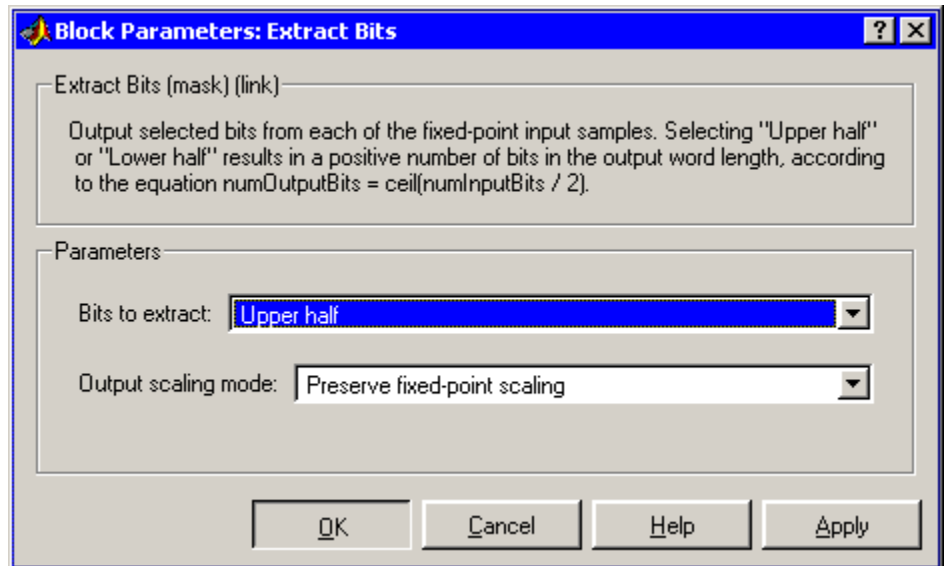 Block Parameters: Extract Bits
Extract Bits (mask) (link)
Output selected bits from each of the fixed-point input samples. Selecting "Upper half"
or "Lower half" results in a positive number of bits in the output word length, according
to the equation numOutputBits = ceil(numInputBits / 2).
Parameters
Bits to extract: Upper half
Output scaling mode: Preserve fixed-point scaling
OK Cancel Help Apply